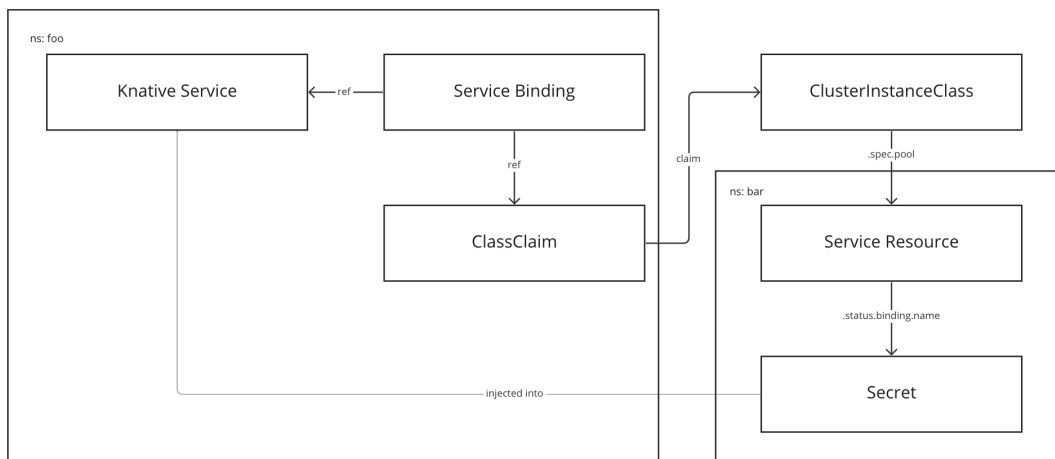 ns: foo
Knative Service
ref
Service Binding
ClusterInstanceClass
ref
claim
.spec.pool
ns: bar
ClassClaim
Service Resource
.status.binding.name
injected into
Secret